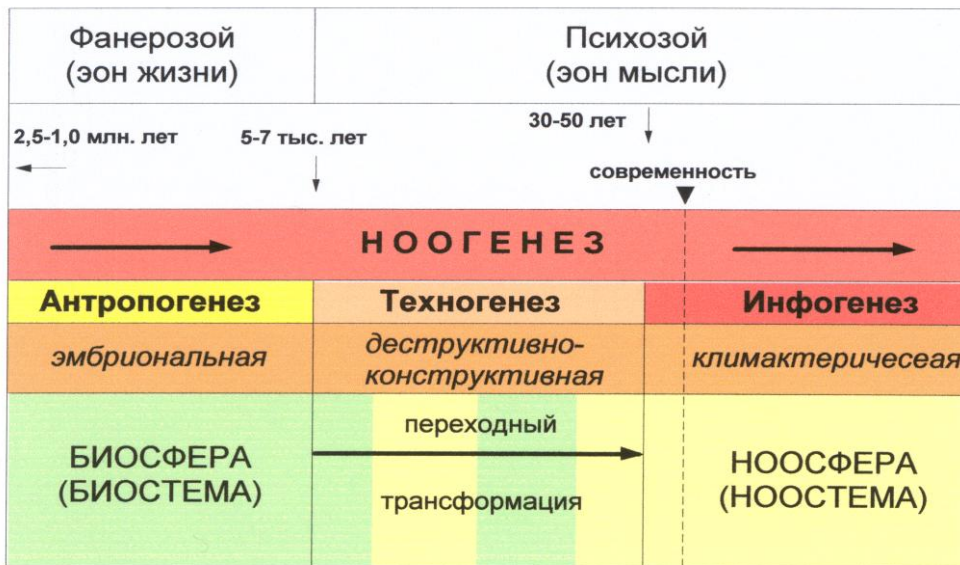 Фанерозой
(эон жизни)
Психозой
(эон мысли)
2,5-1,0 млн. лет
5-7 тыс. лет
30-50 лет
современность
НООГЕНЕЗ
Антропогенез
Техногенез
Инфогенез
эмбриональная
деструктивно-
конструктивная
климактеричесеая
БИОСФЕРА
(БИОСТЕМА)
переходный
трансформация
НООСФЕРА
(НООСТЕМА)